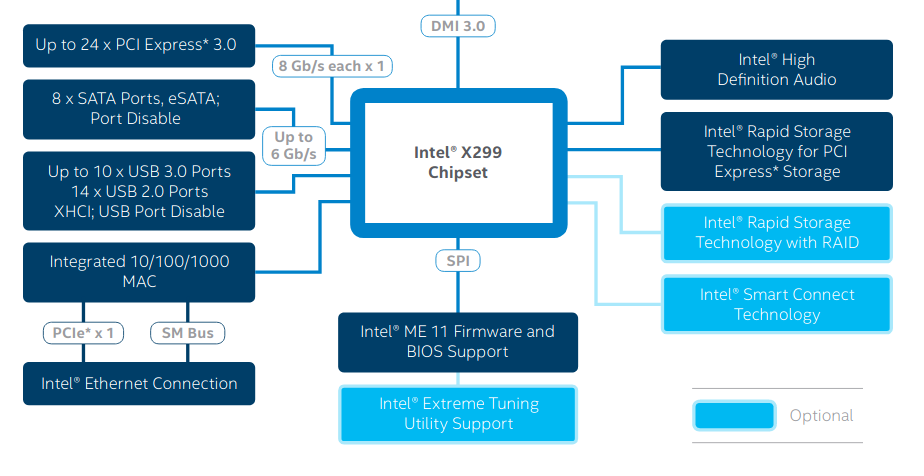 DMI 3.0
Up to 24 x PCI Express* 3.0
8 Gb/s each x 1
8 x SATA Ports, eSATA;
Port Disable
Up to
6 Gb/s
Up to 10 x USB 3.0 Ports
14 x USB 2.0 Ports
XHCI; USB Port Disable
Integrated 10/100/1000
MAC
PCIe* x 1
SM Bus
Intel® Ethernet Connection
Intel® X299
Chipset
SPI
Intel® ME 11 Firmware and
BIOS Support
Intel® Extreme Tuning
Utility Support
Intel® High
Definition Audio
Intel® Rapid Storage
Technology for PCI
Express* Storage
Intel® Rapid Storage
Technology with RAID
Intel® Smart Connect
Technology
Optional